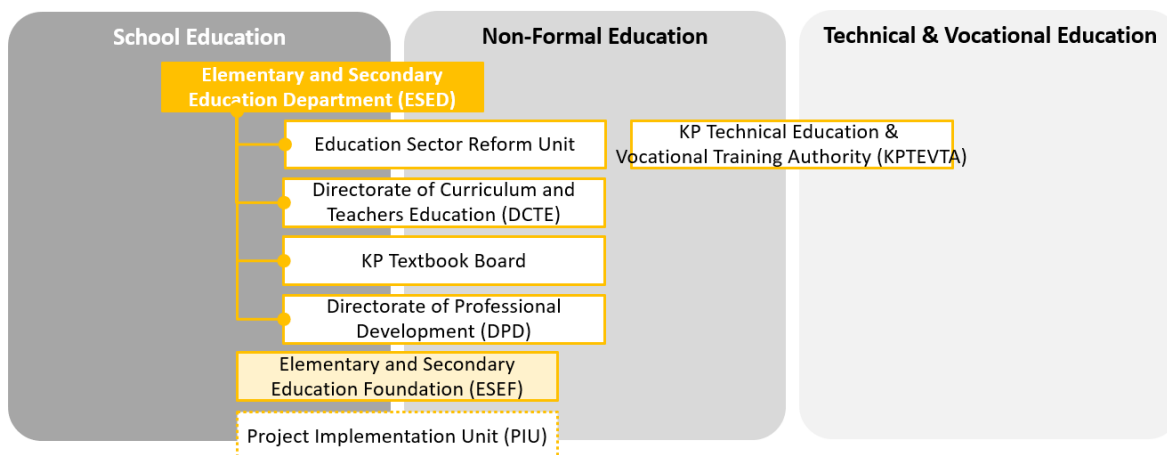 School Education
Non-Formal Education
Technical & Vocational Education
Elementary and Secondary
Education Department (ESED)
Education Sector Reform Unit
KP Technical Education &
Vocational Training Authority (KPTEVTA)
Directorate of Curriculum and
Teachers Education (DCTE)
KP Textbook Board
Directorate of Professional
Development (DPD)
Elementary and Secondary
Education Foundation (ESEF)
Project Implementation Unit (PIU)